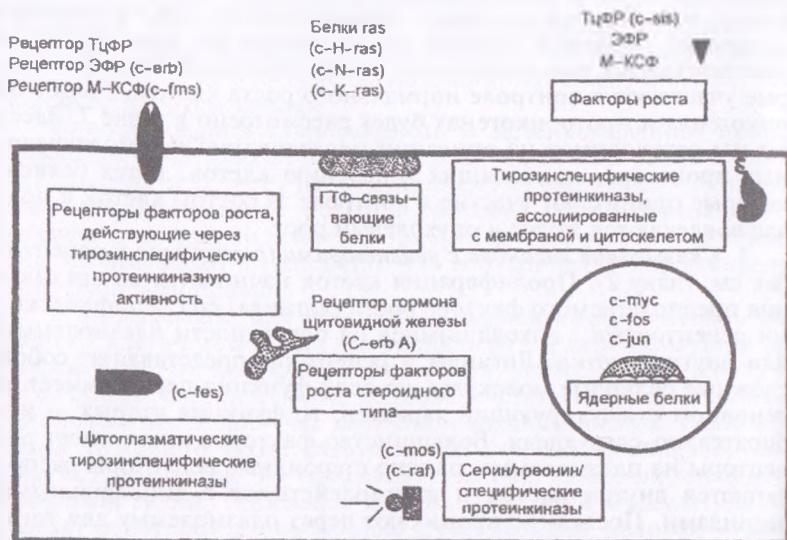 Рецептор ТцФР
Рецептор ЭФР (c-erb)
Рецептор М-КСФ(c-fms)
Белки ras
(c-H-ras)
(c-N-ras)
(c-K-ras)
ТцФР (c-sis)
ЭФР
М-КСФ
Факторы роста
Рецепторы факторов роста,
действующие через
тирозинспецифическую
протеинкиназную
активность
вающие
белки
Тирозинспецифические
протеинкиназы,
ассоциированные
с мембраной и цитоскелетом
Рецептор гормона
щитовидной железы
(C-erb A)
Рецепторы факторов
роста стероидного
типа
c-myc
c-jun
Ядерные белки
(c-fes)
Цитоплазматические
тирозинспецифические
протеинкиназы
(c-mos)
(c-raf)
Серин/треонин/
специфические
протеинкиназы